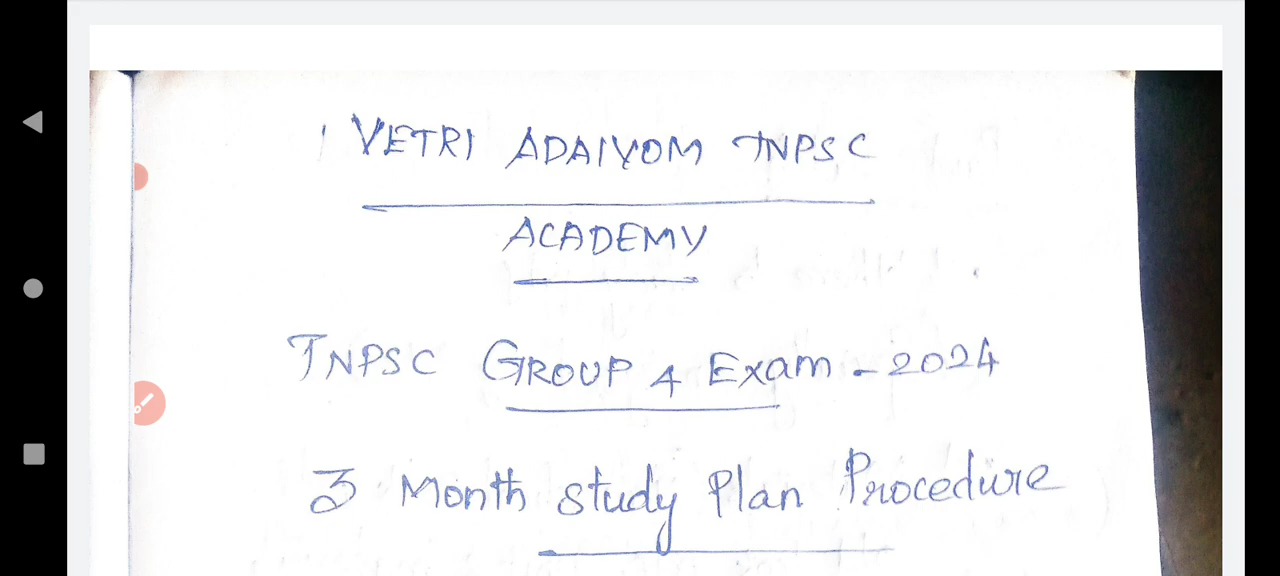 VETRI ADAIYOM TNPSC
ACADEMY
TNPSC GROUP 4 Exam - 2024
3 Month study Plan Procedure